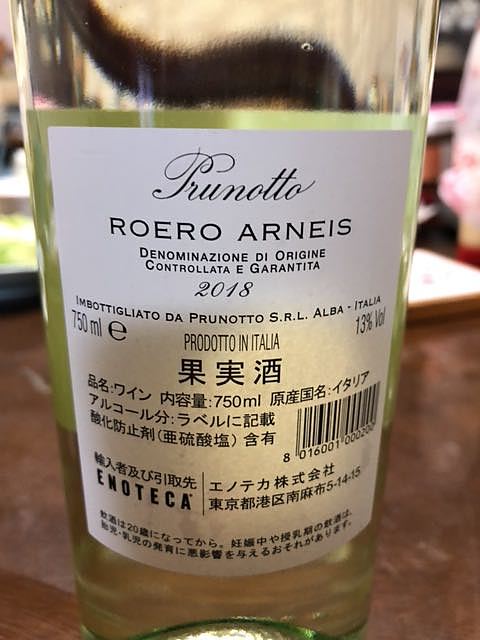 Prunotto
ROERO ARNEIS
DENOMINAZIONE DI ORIGINE
CONTROLLATA E GARANTITA
2018
IMBOTTIGLIATO DA PRUNOTTO S.R.L. ALBA - ITALIA
750 ml e PRODOTTO IN ITALIA 13% Vol
果実酒
品名:ワイン 内容量:750ml 原産国名:イタリア
アルコール分:ラベルに記載
酸化防止剤(亜硫酸塩) 含有
8 016001 000200
輸入者及び引取先 エノテカ株式会社
ENOTECA 東京都港区南麻布5-14-15
飲酒は20歳になってから。妊娠中や授乳期の飲酒は、
胎児・乳児の発育に悪影響を与えるおそれがあります。